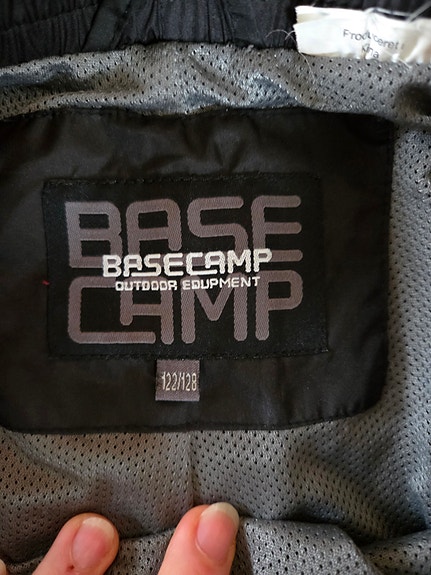 BASE
BASECAMP
OUTDOOR EQUIPMENT
CAMP
122/128